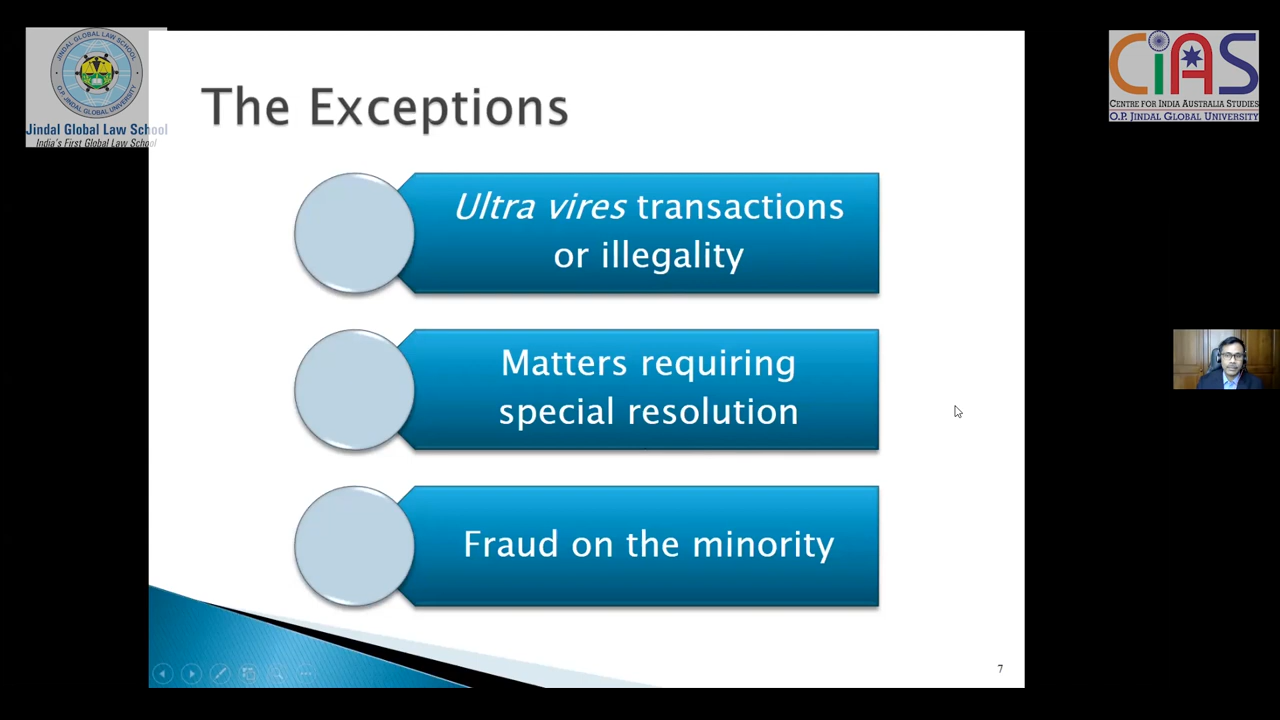 JINDAL GLOBAL LAW SCHOOL
O.P. JINDAL GLOBAL UNIVERSITY
Jindal Global Law School
India's First Global Law School
CIAS
CENTRE FOR INDIA AUSTRALIA STUDIES
O.P. JINDAL GLOBAL UNIVERSITY
The Exceptions
Ultra vires transactions
or illegality
Matters requiring
special resolution
Fraud on the minority
7